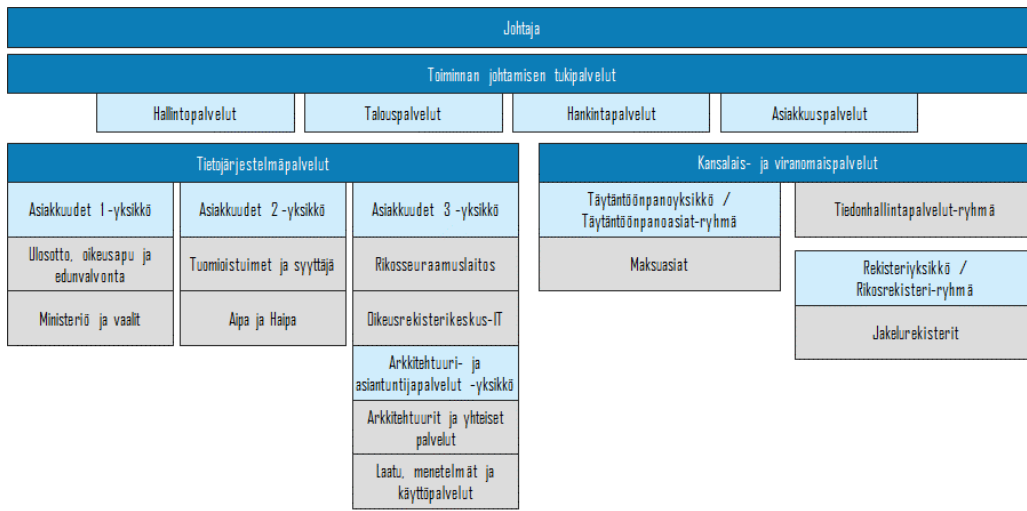 Johtaja
Toiminnan johtamisen tukipalvelut
Hallintopalvelut
Talouspalvelut
Hankintapalvelut
Asiakkuuspalvelut
Tietojärjestelmäpalvelut
Asiakkuudet 1 -yksikkö
Ulosotto, oikeusapu ja
edunvalvonta
Ministeriö ja vaalit
Asiakkuudet 2 -yksikkö
Tuomioistuimet ja syyttäjä
Aipa ja Haipa
Asiakkuudet 3 -yksikkö
Rikosseuraamuslaitos
Oikeusrekisterikeskus-IT
Arkkitehtuuri- ja
asiantuntijapalvelut -yksikkö
Arkkitehtuurit ja yhteiset
palvelut
Laatu, menetelmät ja
käyttöpalvelut
Kansalais- ja viranomaispalvelut
Täytäntöönpanoyksikkö /
Täytäntöönpanoasiat-ryhmä
Maksuasiat
Tiedonhallintapalvelut-ryhmä
Rekisteriyksikkö /
Rikosrekisteri-ryhmä
Jakelurekisterit